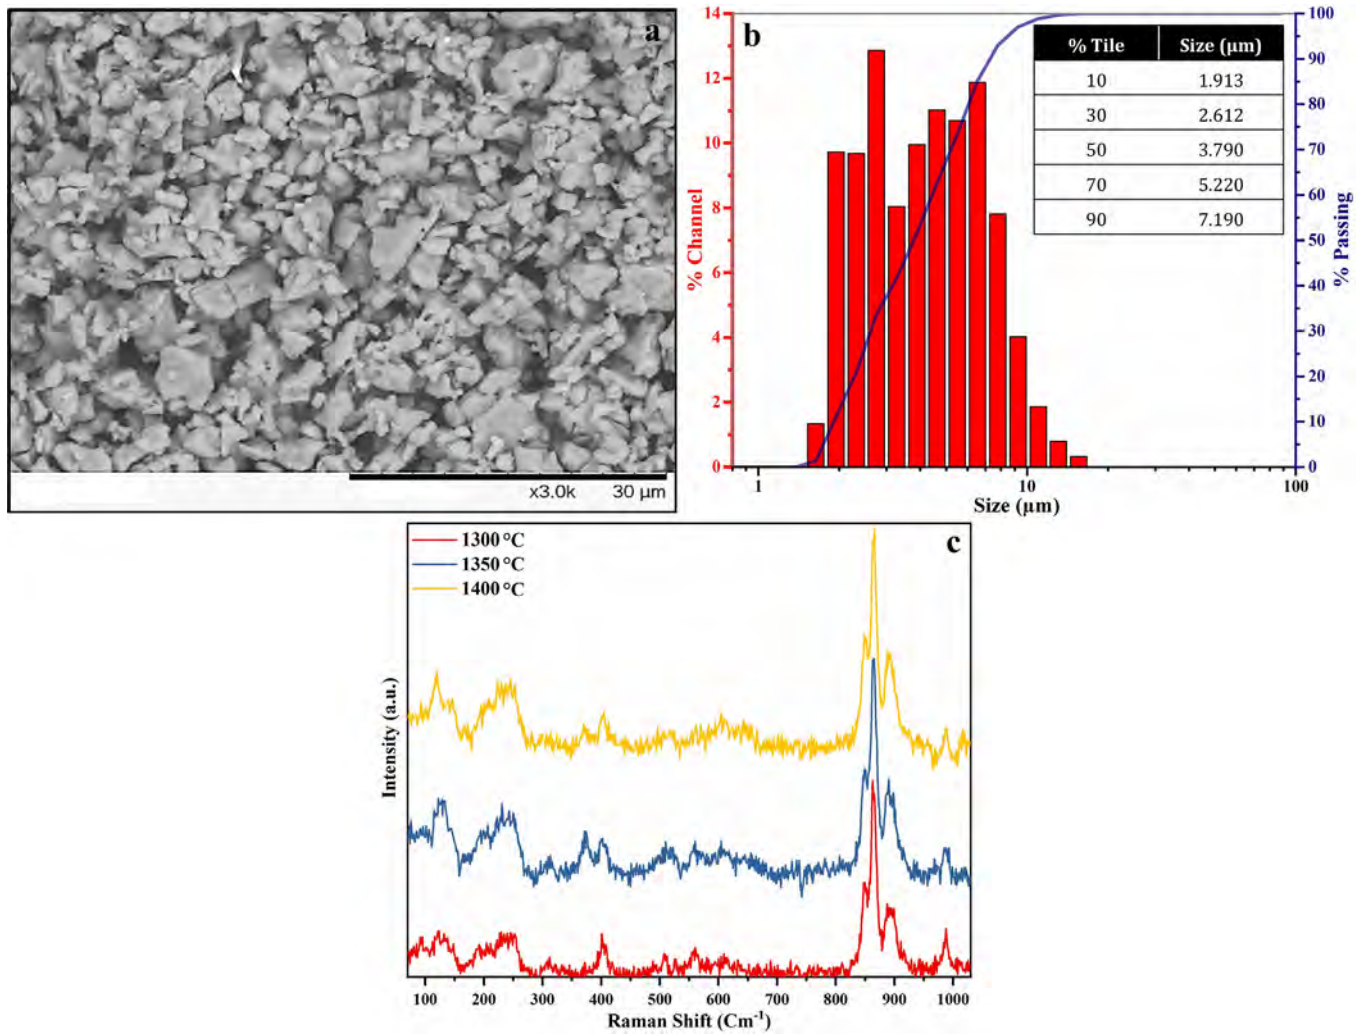 a
x3.0k 30 µm
b
14
12
10
8
6
4
2
0
% Channel
1 10 100
Size (µm)
100
90
80
70
60
50
40
30
20
10
0
% Passing
% Tile Size (µm)
10 1.913
30 2.612
50 3.790
70 5.220
90 7.190
c
1300 °C
1350 °C
1400 °C
Intensity (a.u.)
100 200 300 400 500 600 700 800 900 1000
Raman Shift (Cm⁻¹)